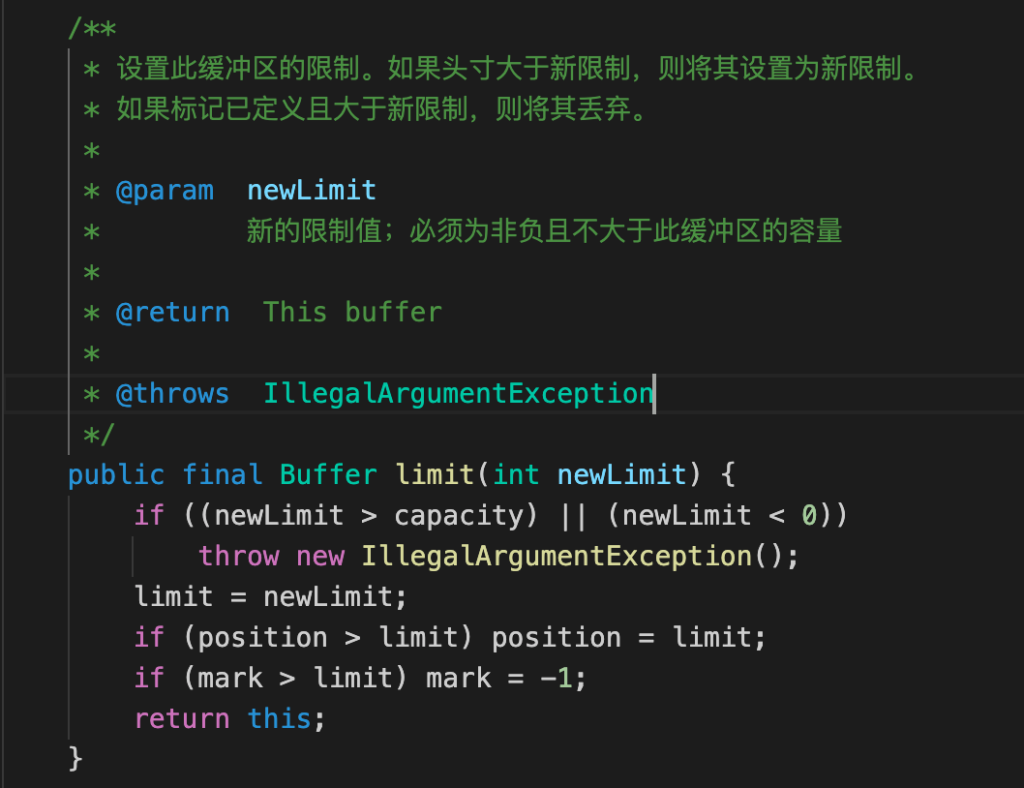 /**
 * 设置此缓冲区的限制。如果头寸大于新限制，则将其设置为新限制。
 * 如果标记已定义且大于新限制，则将其丢弃。
 *
 * @param  newLimit
 *         新的限制值；必须为非负且不大于此缓冲区的容量
 *
 * @return  This buffer
 *
 * @throws  IllegalArgumentException
 */
public final Buffer limit(int newLimit) {
    if ((newLimit > capacity) || (newLimit < 0))
        throw new IllegalArgumentException();
    limit = newLimit;
    if (position > limit) position = limit;
    if (mark > limit) mark = -1;
    return this;
}